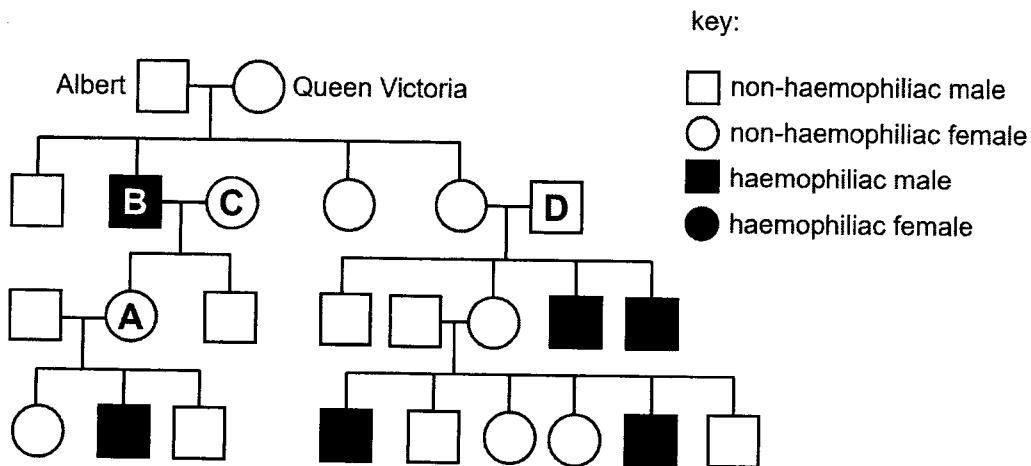 key:
Albert
Queen Victoria
non-haemophiliac male
non-haemophiliac female
B
C
D
haemophiliac male
haemophiliac female
A